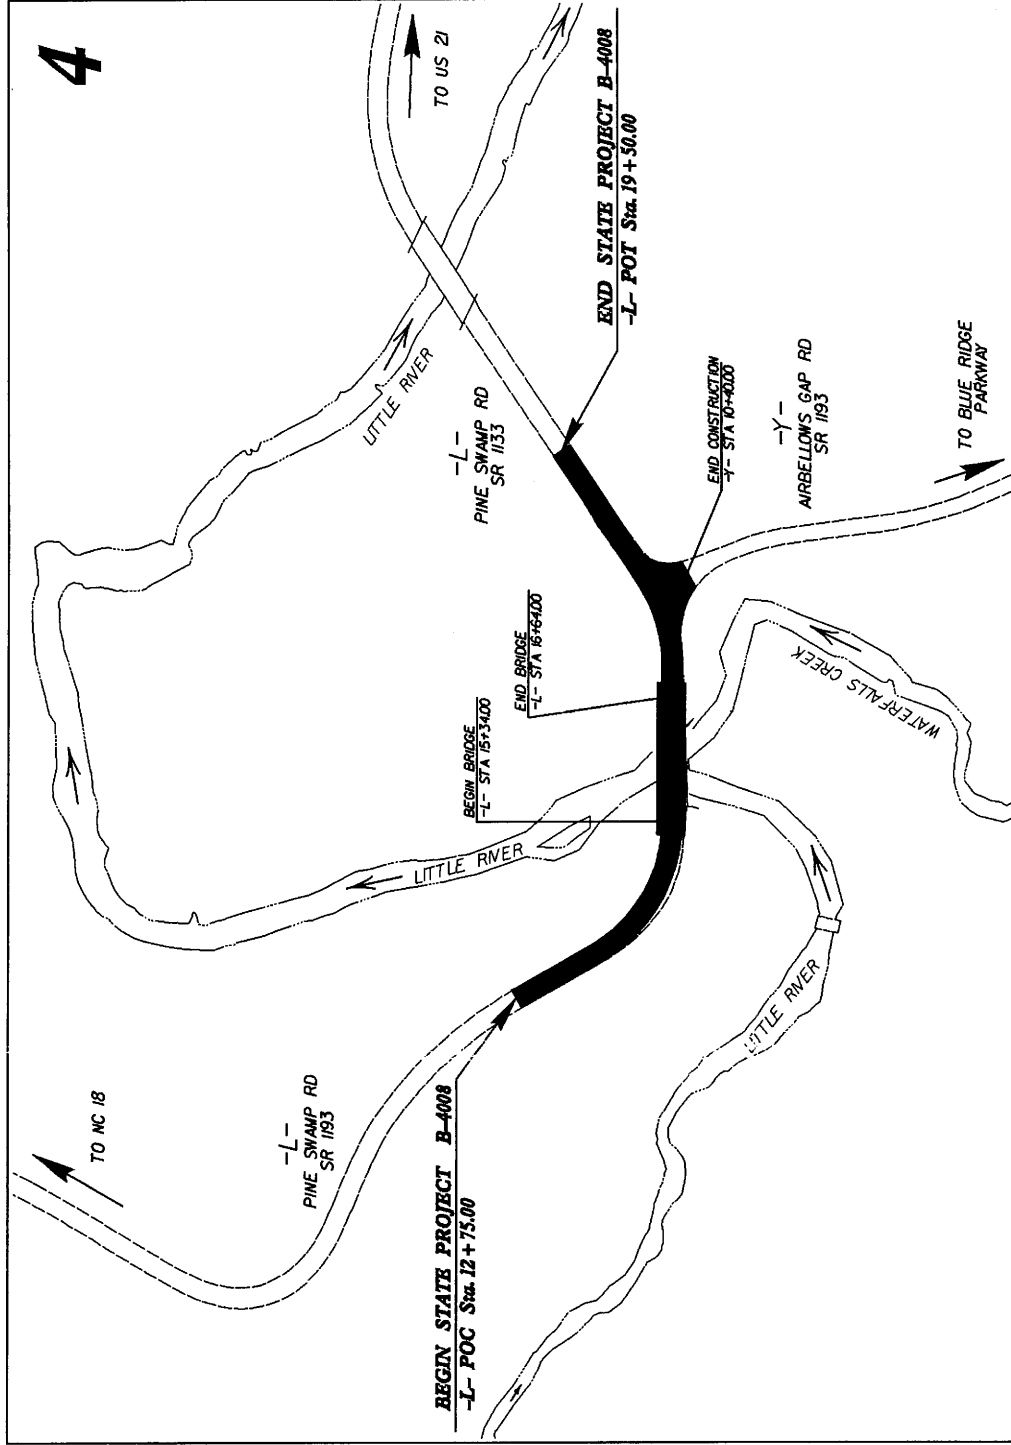 4
TO NC 18
-L-
PINE SWAMP RD
SR 1193
BEGIN STATE PROJECT B-4008
-L- POC Sta. 12+75.00
LITTLE RIVER
LITTLE RIVER
BEGIN BRIDGE
-L- STA 15+34.00
END BRIDGE
-L- STA 16+64.00
WATERFALLS CREEK
LITTLE RIVER
-L-
PINE SWAMP RD
SR 1133
TO US 21
END STATE PROJECT B-4008
-L- POT Sta. 19+50.00
END CONSTRUCTION
-Y- STA 10+40.00
-Y-
AIRBELLOWS GAP RD
SR 1193
TO BLUE RIDGE
PARKWAY